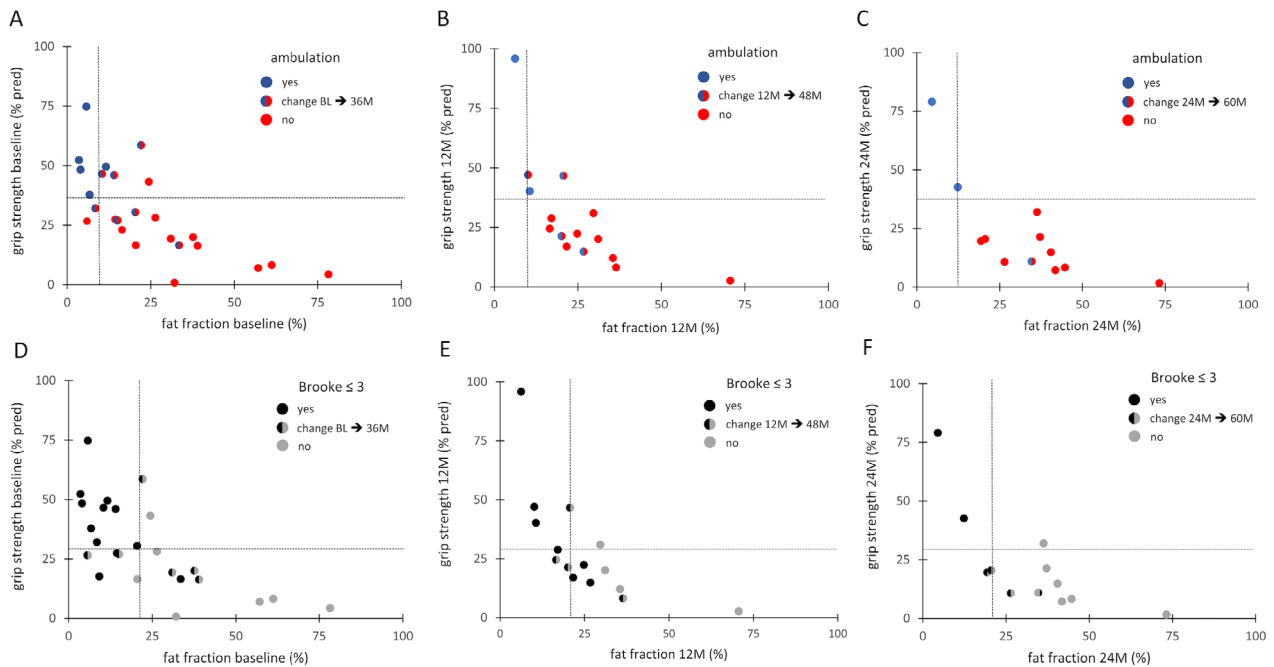 A
grip strength baseline (% pred)
100
75
50
25
0
0
25
50
75
100
fat fraction baseline (%)
ambulation
yes
change BL ➔ 36M
no
B
grip strength 12M (% pred)
100
75
50
25
0
0
25
50
75
100
fat fraction 12M (%)
ambulation
yes
change 12M ➔ 48M
no
C
grip strength 24M (% pred)
100
75
50
25
0
0
25
50
75
100
fat fraction 24M (%)
ambulation
yes
change 24M ➔ 60M
no
D
grip strength baseline (% pred)
100
75
50
25
0
0
25
50
75
100
fat fraction baseline (%)
Brooke ≤ 3
yes
change BL ➔ 36M
no
E
grip strength 12M (% pred)
100
75
50
25
0
0
25
50
75
100
fat fraction 12M (%)
Brooke ≤ 3
yes
change 12M ➔ 48M
no
F
grip strength 24M (% pred)
100
75
50
25
0
0
25
50
75
100
fat fraction 24M (%)
Brooke ≤ 3
yes
change 24M ➔ 60M
no